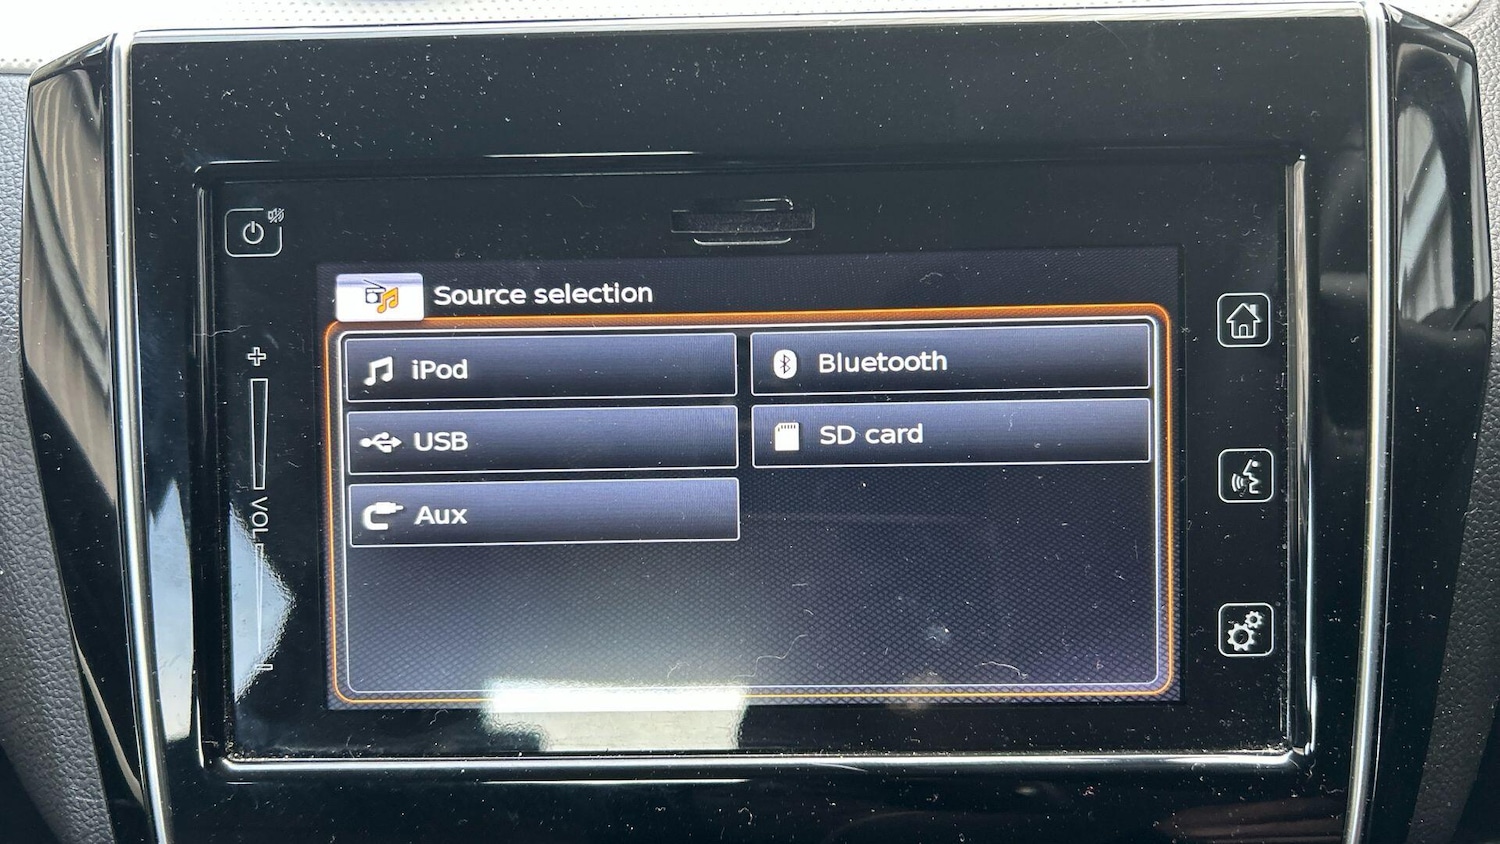 Source selection
iPod
Bluetooth
USB
SD card
Aux
+
VOL